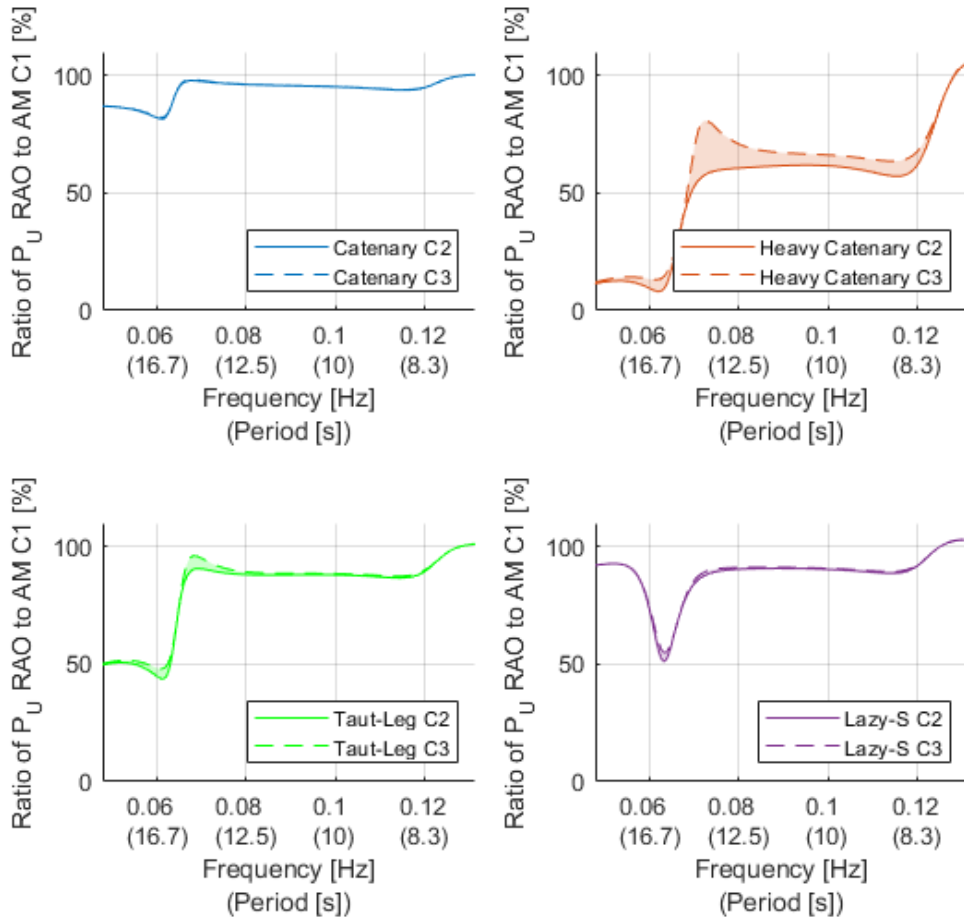 Ratio of P_U RAO to AM C1 [%]
100
50
0
Catenary C2
Catenary C3
0.06 0.08 0.1 0.12
(16.7) (12.5) (10) (8.3)
Frequency [Hz]
(Period [s])
Ratio of P_U RAO to AM C1 [%]
100
50
0
Heavy Catenary C2
Heavy Catenary C3
0.06 0.08 0.1 0.12
(16.7) (12.5) (10) (8.3)
Frequency [Hz]
(Period [s])
Ratio of P_U RAO to AM C1 [%]
100
50
0
Taut-Leg C2
Taut-Leg C3
0.06 0.08 0.1 0.12
(16.7) (12.5) (10) (8.3)
Frequency [Hz]
(Period [s])
Ratio of P_U RAO to AM C1 [%]
100
50
0
Lazy-S C2
Lazy-S C3
0.06 0.08 0.1 0.12
(16.7) (12.5) (10) (8.3)
Frequency [Hz]
(Period [s])